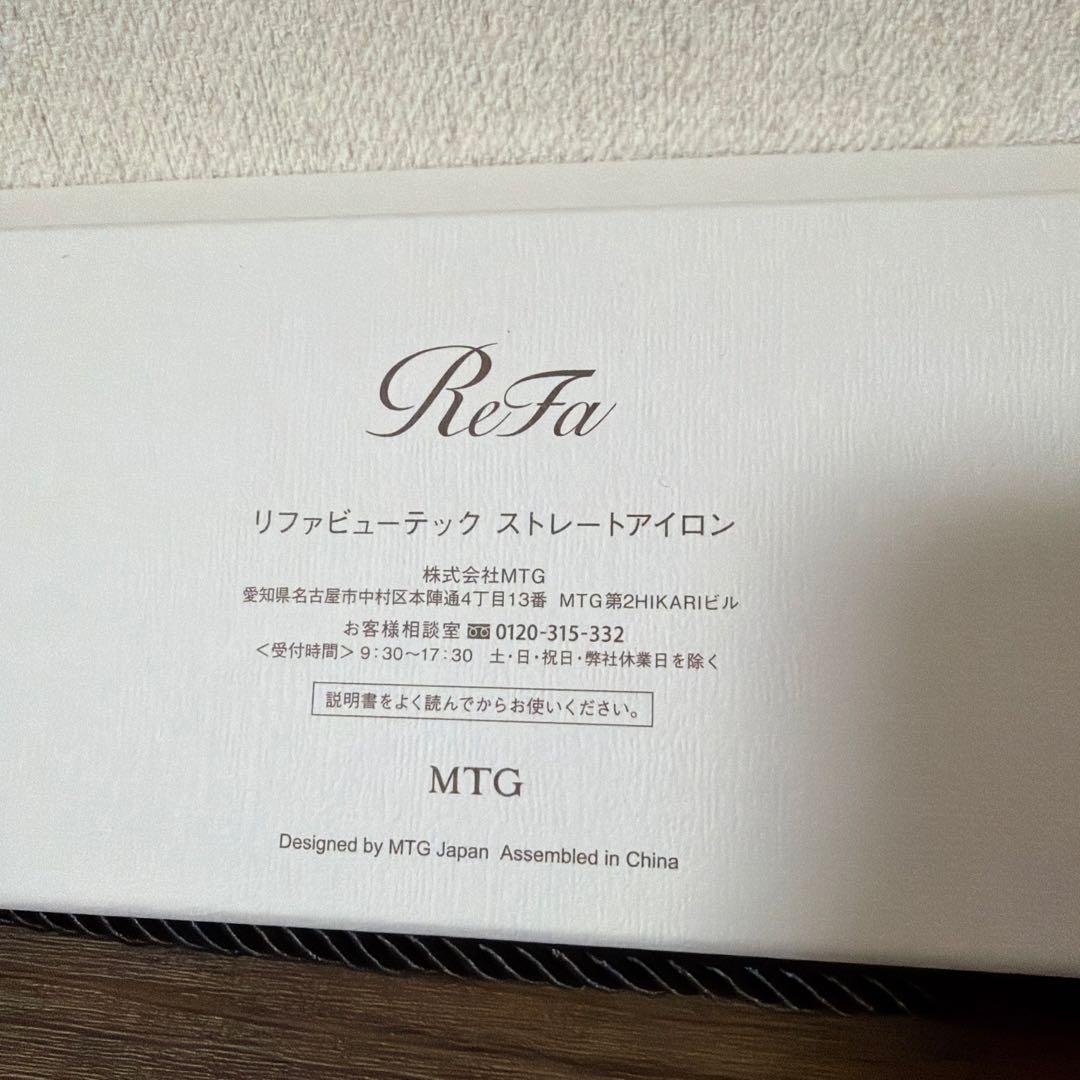 ReFa
リファビューテック ストレートアイロン
株式会社MTG
愛知県名古屋市中村区本陣通4丁目13番 MTG第2HIKARIビル
お客様相談室 0120-315-332
＜受付時間＞9：30〜17：30 土・日・祝日・弊社休業日を除く
説明書をよく読んでからお使いください。
MTG
Designed by MTG Japan Assembled in China